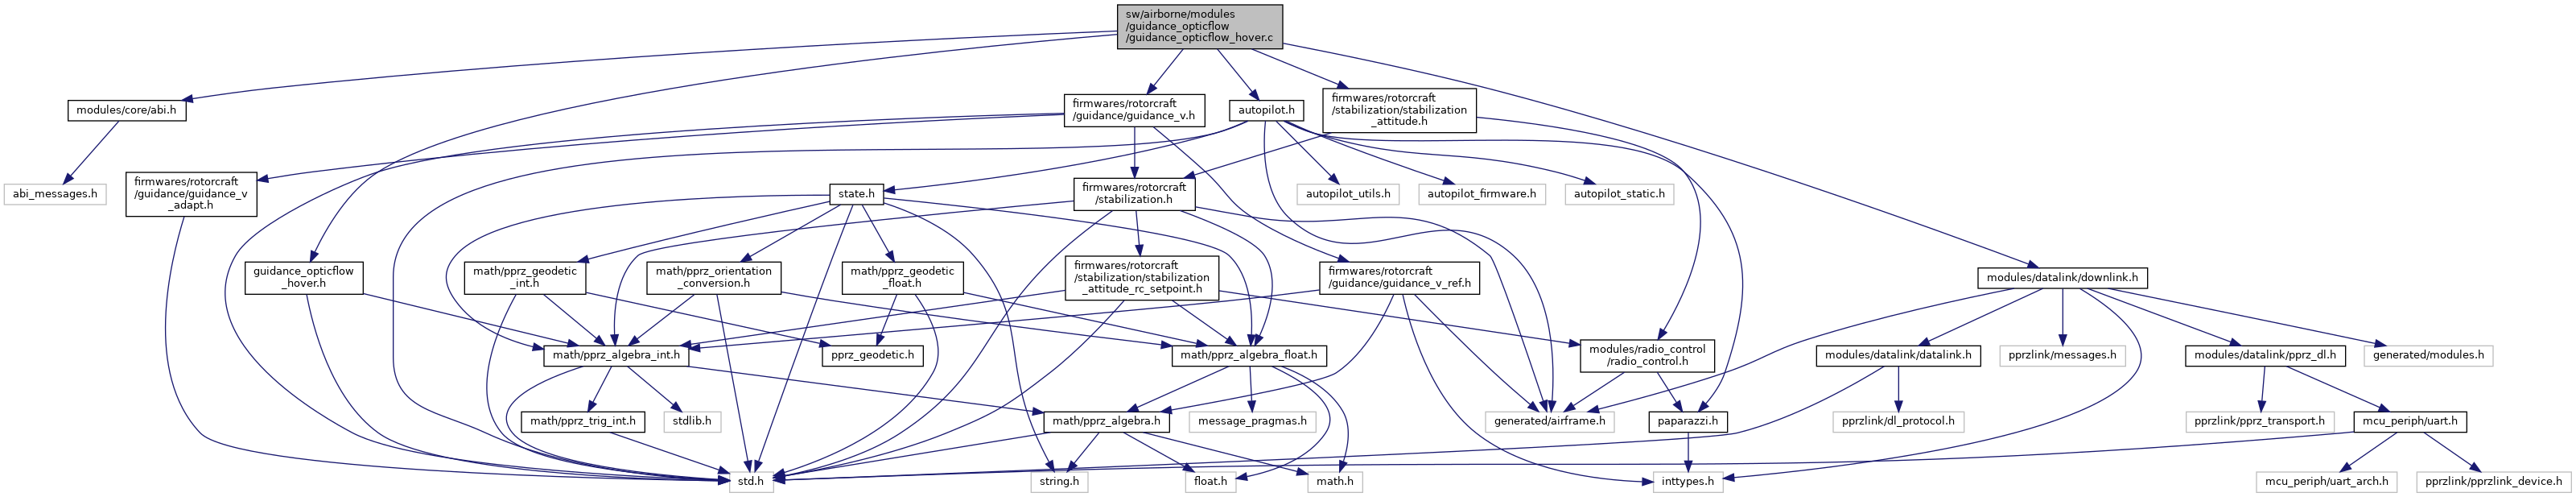 sw/airborne/modules
/guidance_opticflow
/guidance_opticflow_hover.c
modules/core/abi.h
firmwares/rotorcraft
/guidance/guidance_v.h
autopilot.h
firmwares/rotorcraft
/stabilization/stabilization
_attitude.h
abi_messages.h
firmwares/rotorcraft
/guidance/guidance_v
_adapt.h
state.h
firmwares/rotorcraft
/stabilization.h
autopilot_utils.h
autopilot_firmware.h
autopilot_static.h
guidance_opticflow
_hover.h
math/pprz_geodetic
_int.h
math/pprz_orientation
_conversion.h
math/pprz_geodetic
_float.h
firmwares/rotorcraft
/stabilization/stabilization
_attitude_rc_setpoint.h
firmwares/rotorcraft
/guidance/guidance_v_ref.h
modules/datalink/downlink.h
math/pprz_algebra_int.h
pprz_geodetic.h
math/pprz_algebra_float.h
modules/radio_control
/radio_control.h
modules/datalink/datalink.h
pprzlink/messages.h
modules/datalink/pprz_dl.h
generated/modules.h
math/pprz_trig_int.h
stdlib.h
math/pprz_algebra.h
message_pragmas.h
generated/airframe.h
paparazzi.h
pprzlink/dl_protocol.h
pprzlink/pprz_transport.h
mcu_periph/uart.h
std.h
string.h
float.h
math.h
inttypes.h
mcu_periph/uart_arch.h
pprzlink/pprzlink_device.h